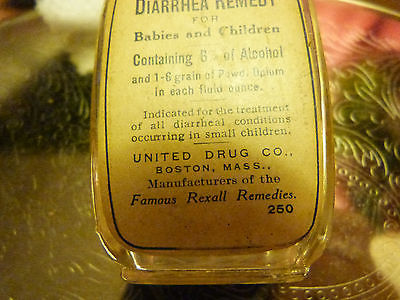 DIARRHEA REMEDY
FOR
Babies and Children
Containing 6% of Alcohol
and 1-6 grain of Powd. Opium
in each fluid ounce.
Indicated for the treatment
of all diarrheal conditions
occurring in small children.
UNITED DRUG CO.,
BOSTON, MASS.,
Manufacturers of the
Famous Rexall Remedies.
250